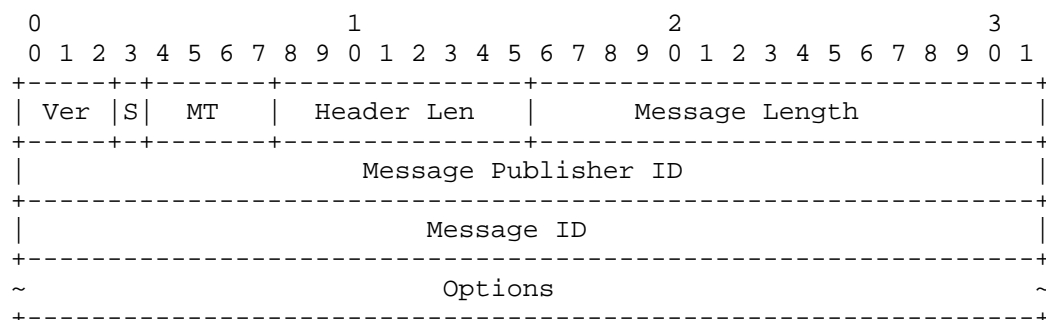 0                   1                   2                   3
0 1 2 3 4 5 6 7 8 9 0 1 2 3 4 5 6 7 8 9 0 1 2 3 4 5 6 7 8 9 0 1
+-----+-+-------+---------------+-------------------------------+
| Ver |S|  MT   |  Header Len   |      Message Length           |
+-----+-+-------+---------------+-------------------------------+
|                     Message Publisher ID                      |
+---------------------------------------------------------------+
|                         Message ID                            |
+---------------------------------------------------------------+
~                          Options                              ~
+---------------------------------------------------------------+